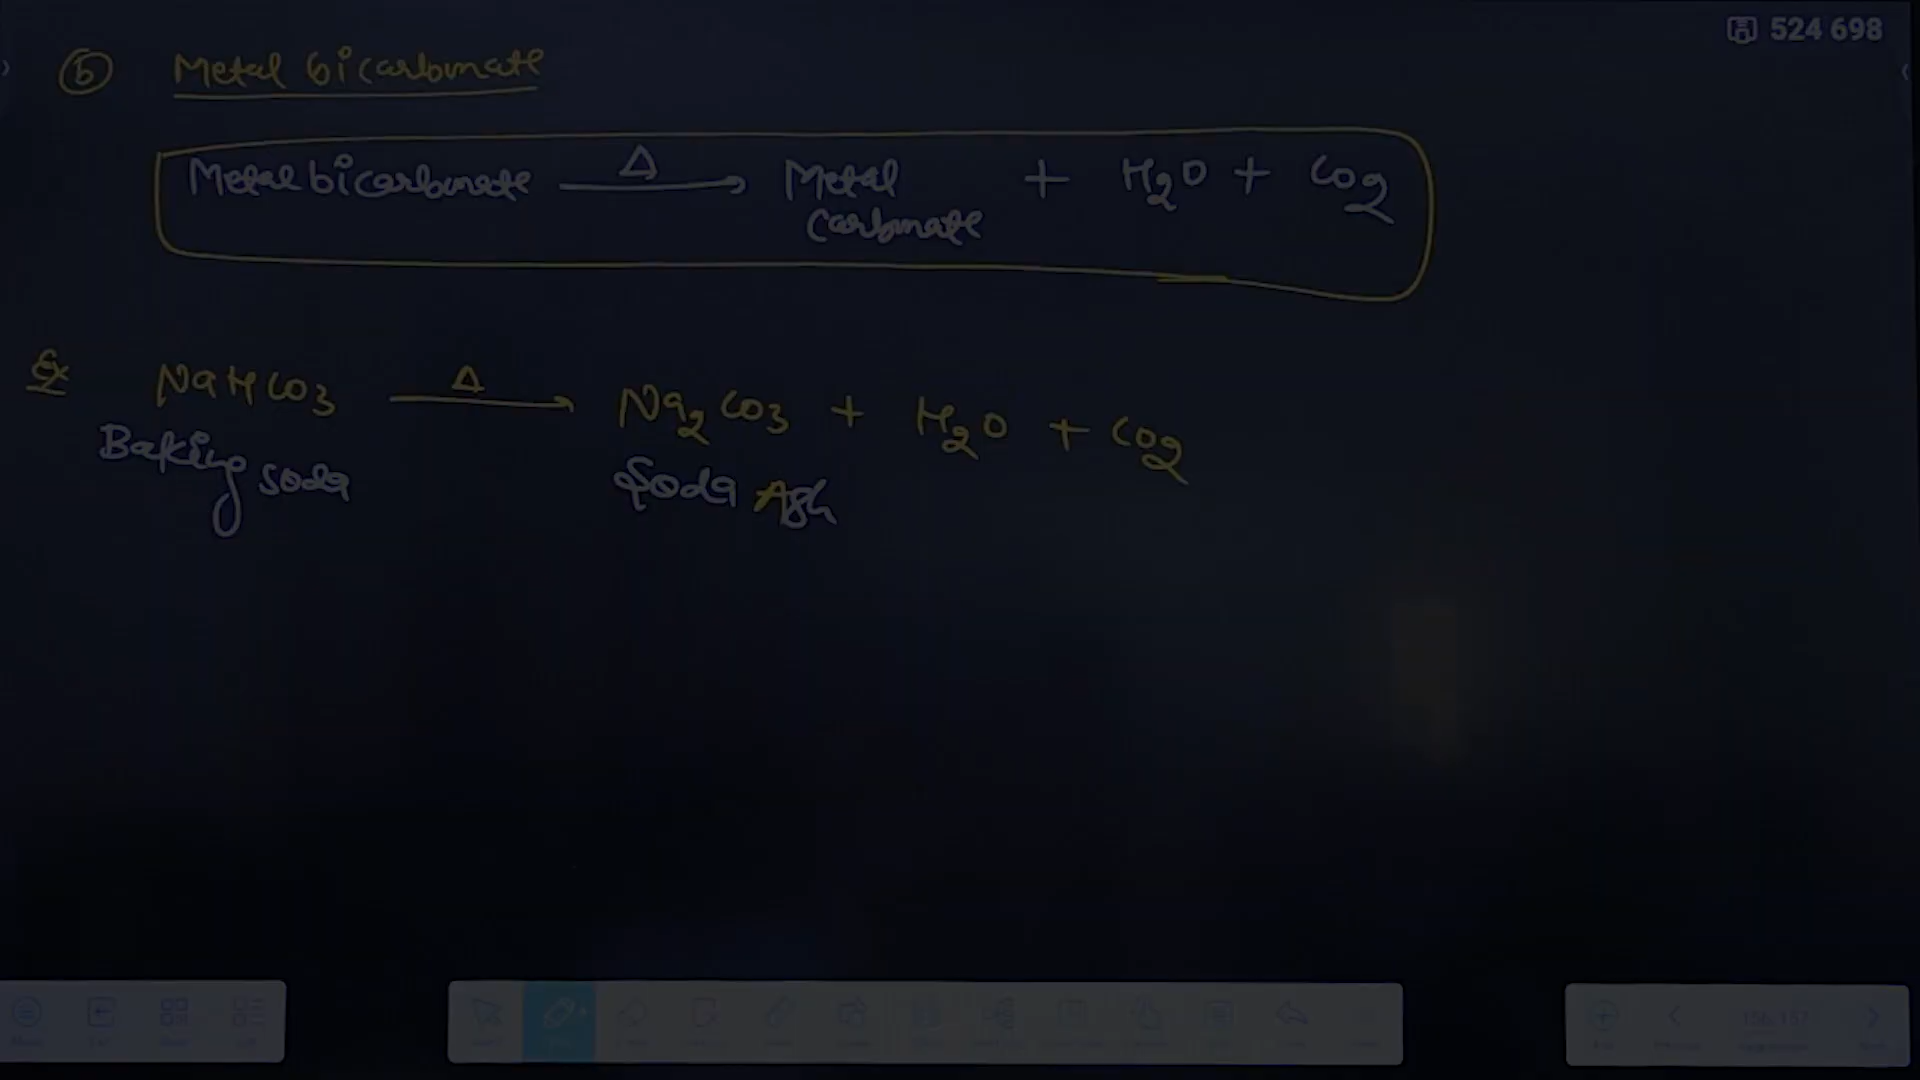 524 698
⑤ Metal bicarbonate
Metal bicarbonate —Δ→ Metal carbonate + H2O + CO2
Ex NaHCO3 —Δ→ Na2CO3 + H2O + CO2
Baking soda Soda Ash